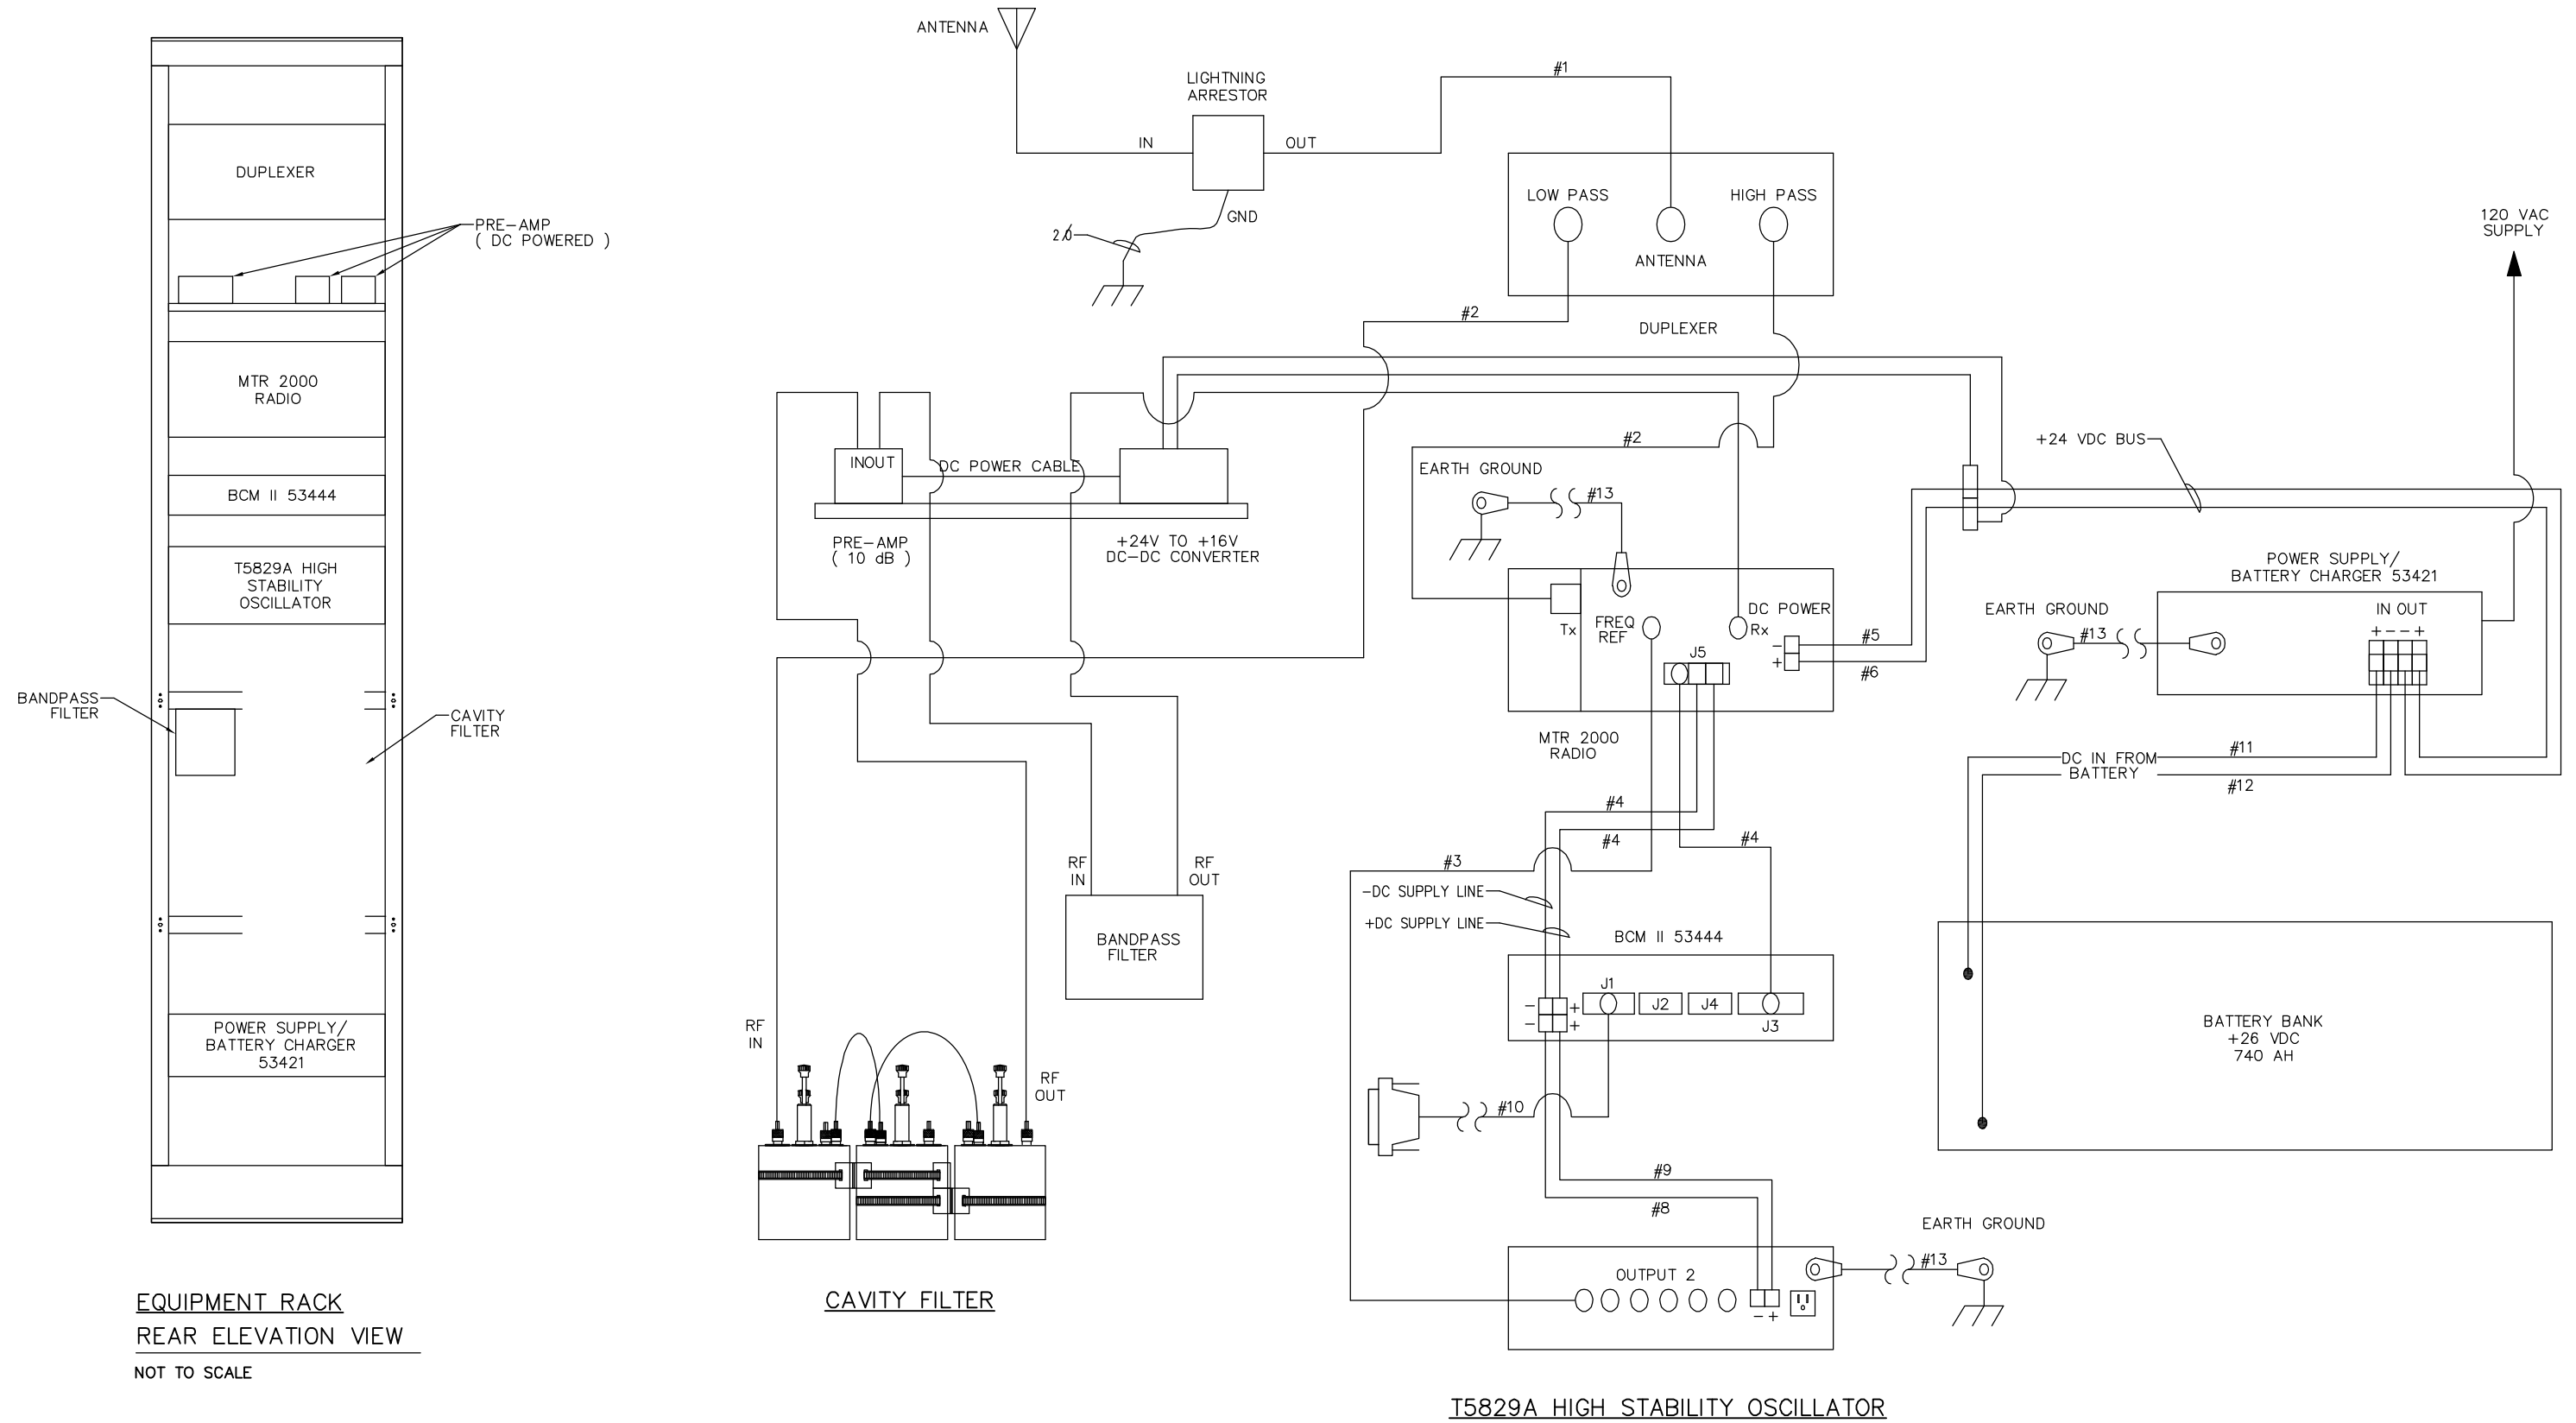 DUPLEXER
PRE-AMP
( DC POWERED )
MTR 2000
RADIO
BCM II 53444
T5829A HIGH
STABILITY
OSCILLATOR
BANDPASS
FILTER
CAVITY
FILTER
POWER SUPPLY/
BATTERY CHARGER
53421
EQUIPMENT RACK
REAR ELEVATION VIEW
NOT TO SCALE
ANTENNA
LIGHTNING
ARRESTOR
IN
OUT
GND
2/0
#1
LOW PASS
HIGH PASS
ANTENNA
DUPLEXER
#2
#2
INOUT
DC POWER CABLE
PRE-AMP
( 10 dB )
+24V TO +16V
DC-DC CONVERTER
EARTH GROUND
#13
Tx
FREQ
REF
DC POWER
Rx
J5
-
+
#5
#6
MTR 2000
RADIO
+24 VDC BUS
120 VAC
SUPPLY
POWER SUPPLY/
BATTERY CHARGER 53421
EARTH GROUND
#13
IN OUT
+--+
DC IN FROM
BATTERY
#11
#12
BATTERY BANK
+26 VDC
740 AH
#4
#4
#4
#3
-DC SUPPLY LINE
+DC SUPPLY LINE
BCM II 53444
- +
- +
J1
J2
J4
J3
#10
#9
#8
RF
IN
RF
OUT
BANDPASS
FILTER
RF
IN
RF
OUT
CAVITY FILTER
EARTH GROUND
#13
OUTPUT 2
- +
T5829A HIGH STABILITY OSCILLATOR